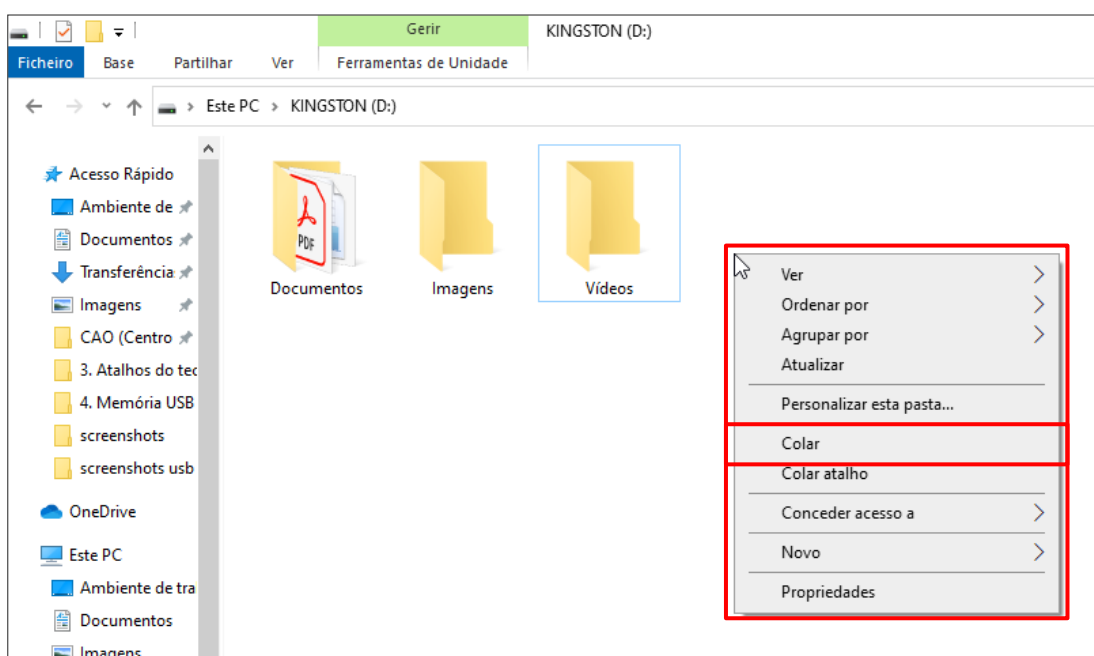 Gerir
KINGSTON (D:)
Ficheiro Base Partilhar Ver Ferramentas de Unidade
Este PC > KINGSTON (D:)
Acesso Rápido
Ambiente de
Documentos
Transferência
Imagens
CAO (Centro
3. Atalhos do tec
4. Memória USB
screenshots
screenshots usb
OneDrive
Este PC
Ambiente de tra
Documentos
Imagens
PDF
Documentos
Imagens
Vídeos
Ver
Ordenar por
Agrupar por
Atualizar
Personalizar esta pasta...
Colar
Colar atalho
Conceder acesso a
Novo
Propriedades